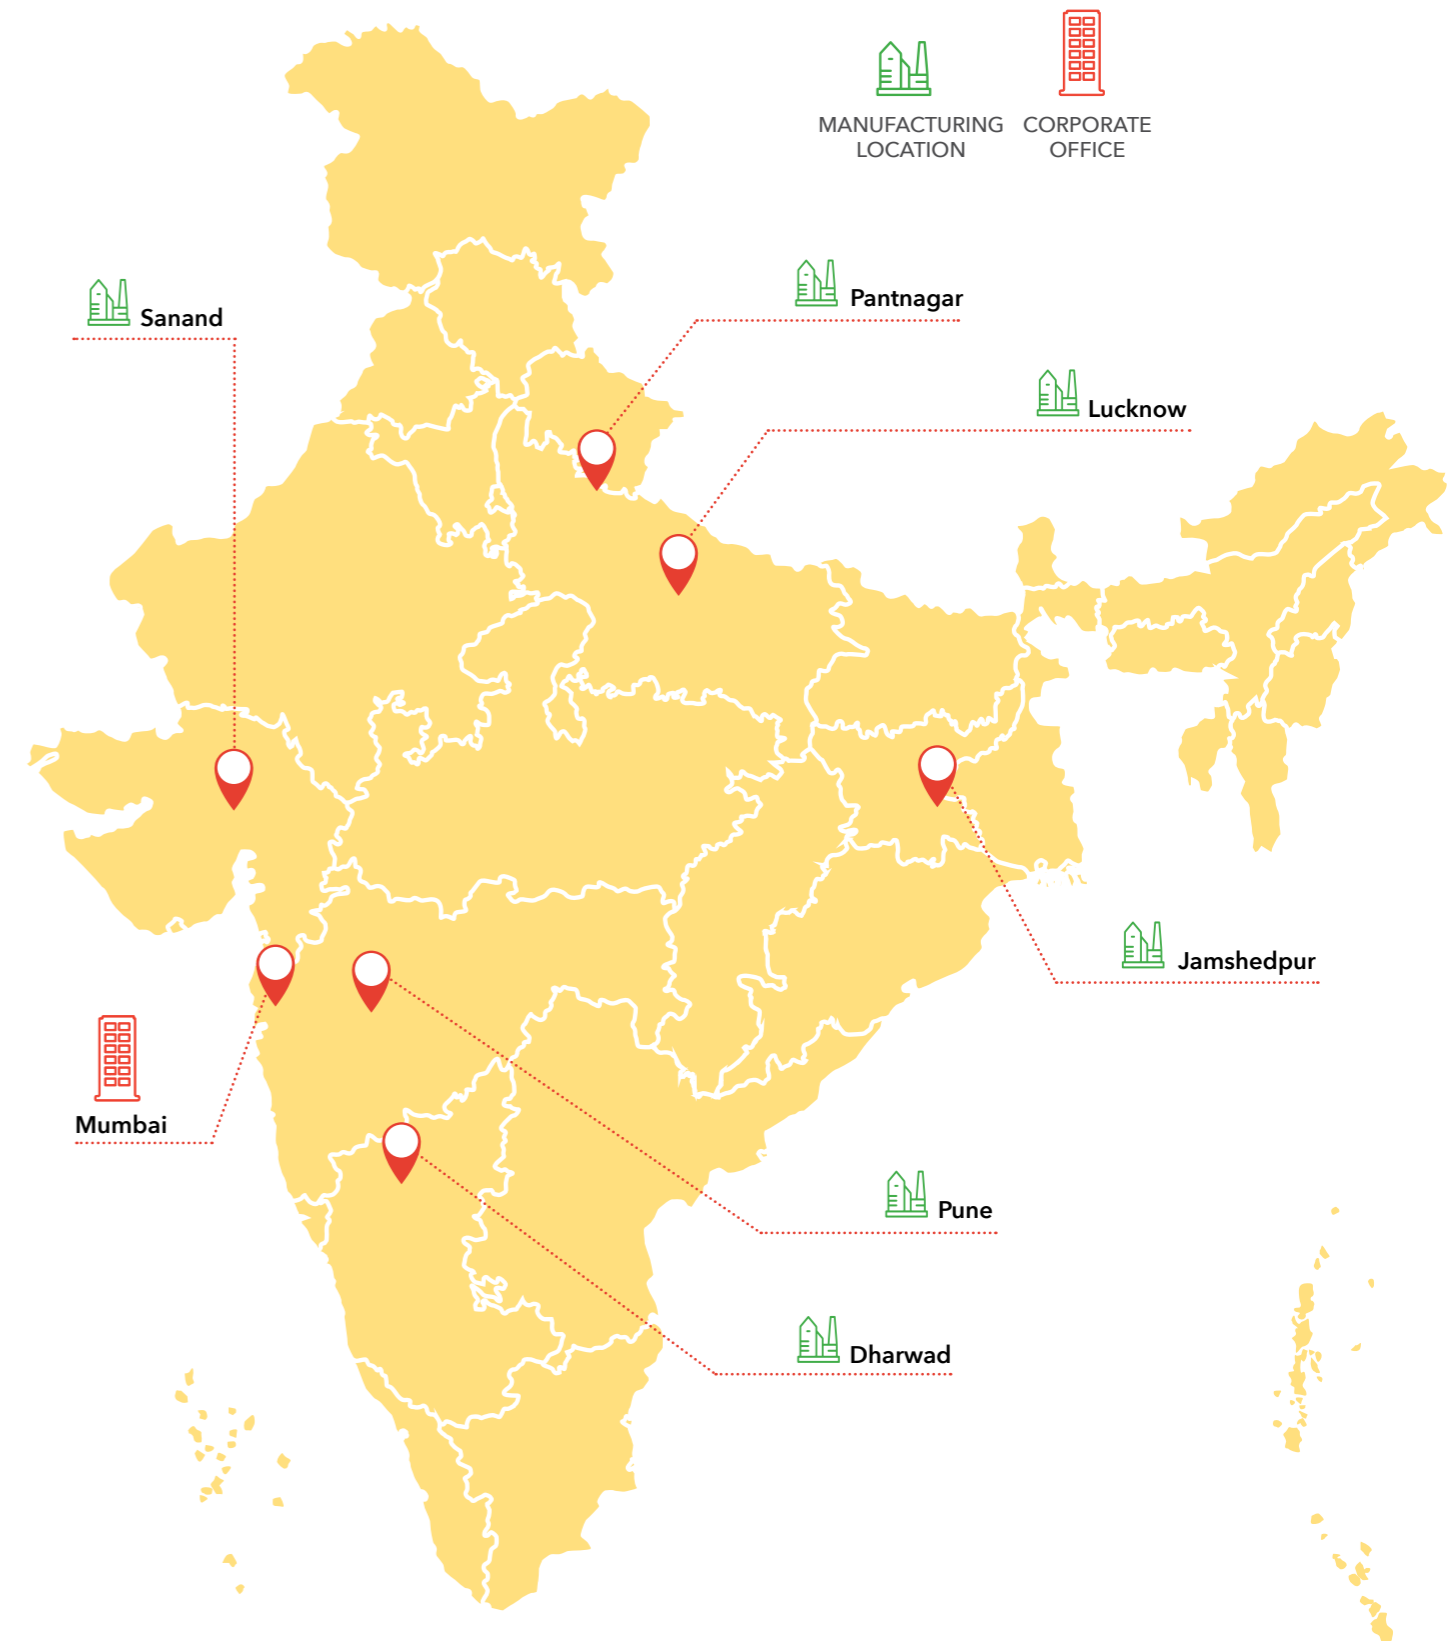 MANUFACTURING
LOCATION
CORPORATE
OFFICE
Sanand
Pantnagar
Lucknow
Jamshedpur
Mumbai
Pune
Dharwad